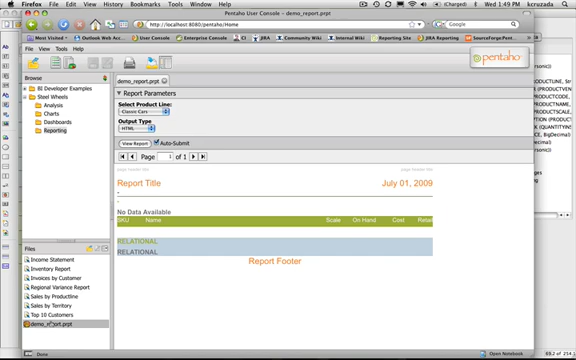 Firefox File Edit View History Bookmarks Tools Window Help
Wed 1:49 PM kcruzada
Pentaho User Console - demo_report.prpt
http://localhost:8080/pentaho/Home
Google
Most Visited Outlook Web Acc... User Console Enterprise Console JIRA Community Wiki Internal Wiki Reporting Site JIRA Reporting
File View Tools Help
pentaho
Browse
BI Developer Examples
Steel Wheels
Analysis
Charts
Dashboards
Reporting
Files
Income Statement
Inventory Report
Invoices by Customer
Regional Variance Report
Sales by Productline
Sales by Territory
Top 10 Customers
demo_report.prpt
demo_report.prpt
Report Parameters
Select Product Line:
Classic Cars
Output Type
HTML
View Report Auto-Submit
Page 1 of 1
Report Title July 01, 2009
No Data Available
SKU Name Scale On Hand Cost Retail
RELATIONAL
RELATIONAL
Report Footer
Done
Open Notebook